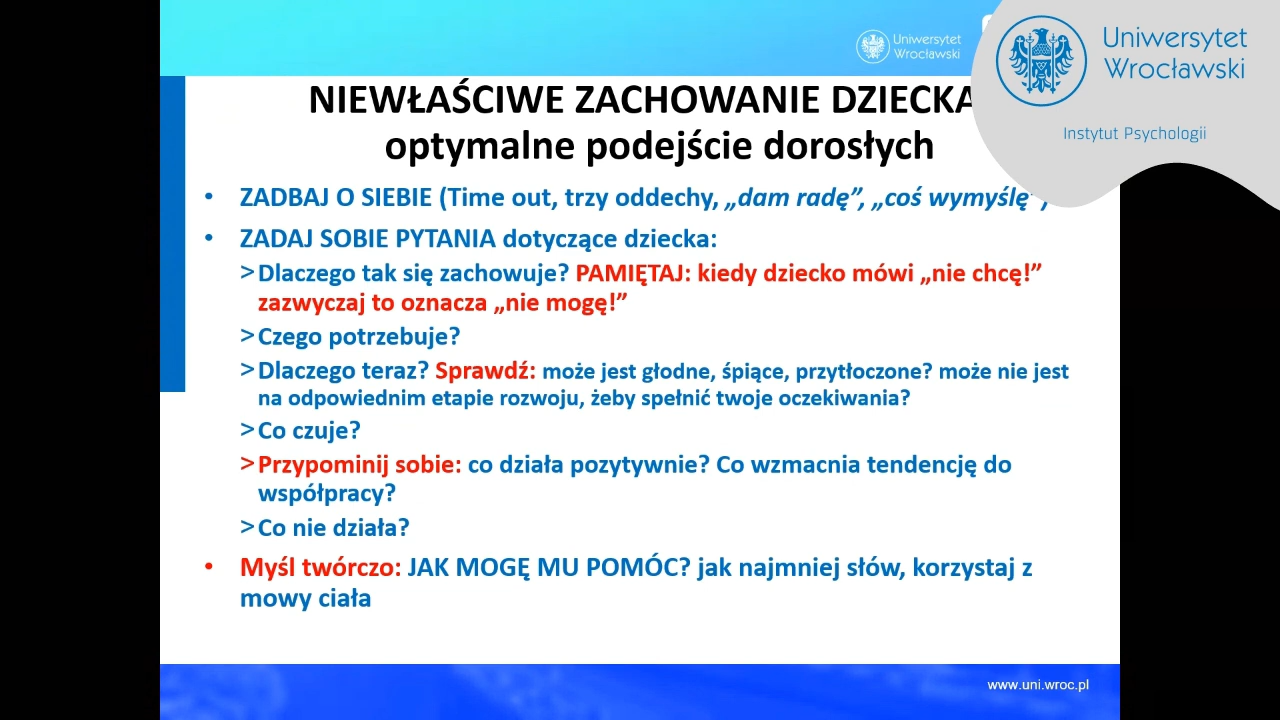 Uniwersytet
Wrocławski
Uniwersytet
Wrocławski
Instytut Psychologii
NIEWŁAŚCIWE ZACHOWANIE DZIECKA
optymalne podejście dorosłych
• ZADBAJ O SIEBIE (Time out, trzy oddechy, „dam radę”, „coś wymyślę”)
• ZADAJ SOBIE PYTANIA dotyczące dziecka:
>Dlaczego tak się zachowuje? PAMIĘTAJ: kiedy dziecko mówi „nie chcę!”
zazwyczaj to oznacza „nie mogę!”
>Czego potrzebuje?
>Dlaczego teraz? Sprawdź: może jest głodne, śpiące, przytłoczone? może nie jest
na odpowiednim etapie rozwoju, żeby spełnić twoje oczekiwania?
>Co czuje?
>Przypominij sobie: co działa pozytywnie? Co wzmacnia tendencję do
współpracy?
>Co nie działa?
• Myśl twórczo: JAK MOGĘ MU POMÓC? jak najmniej słów, korzystaj z
mowy ciała
www.uni.wroc.pl